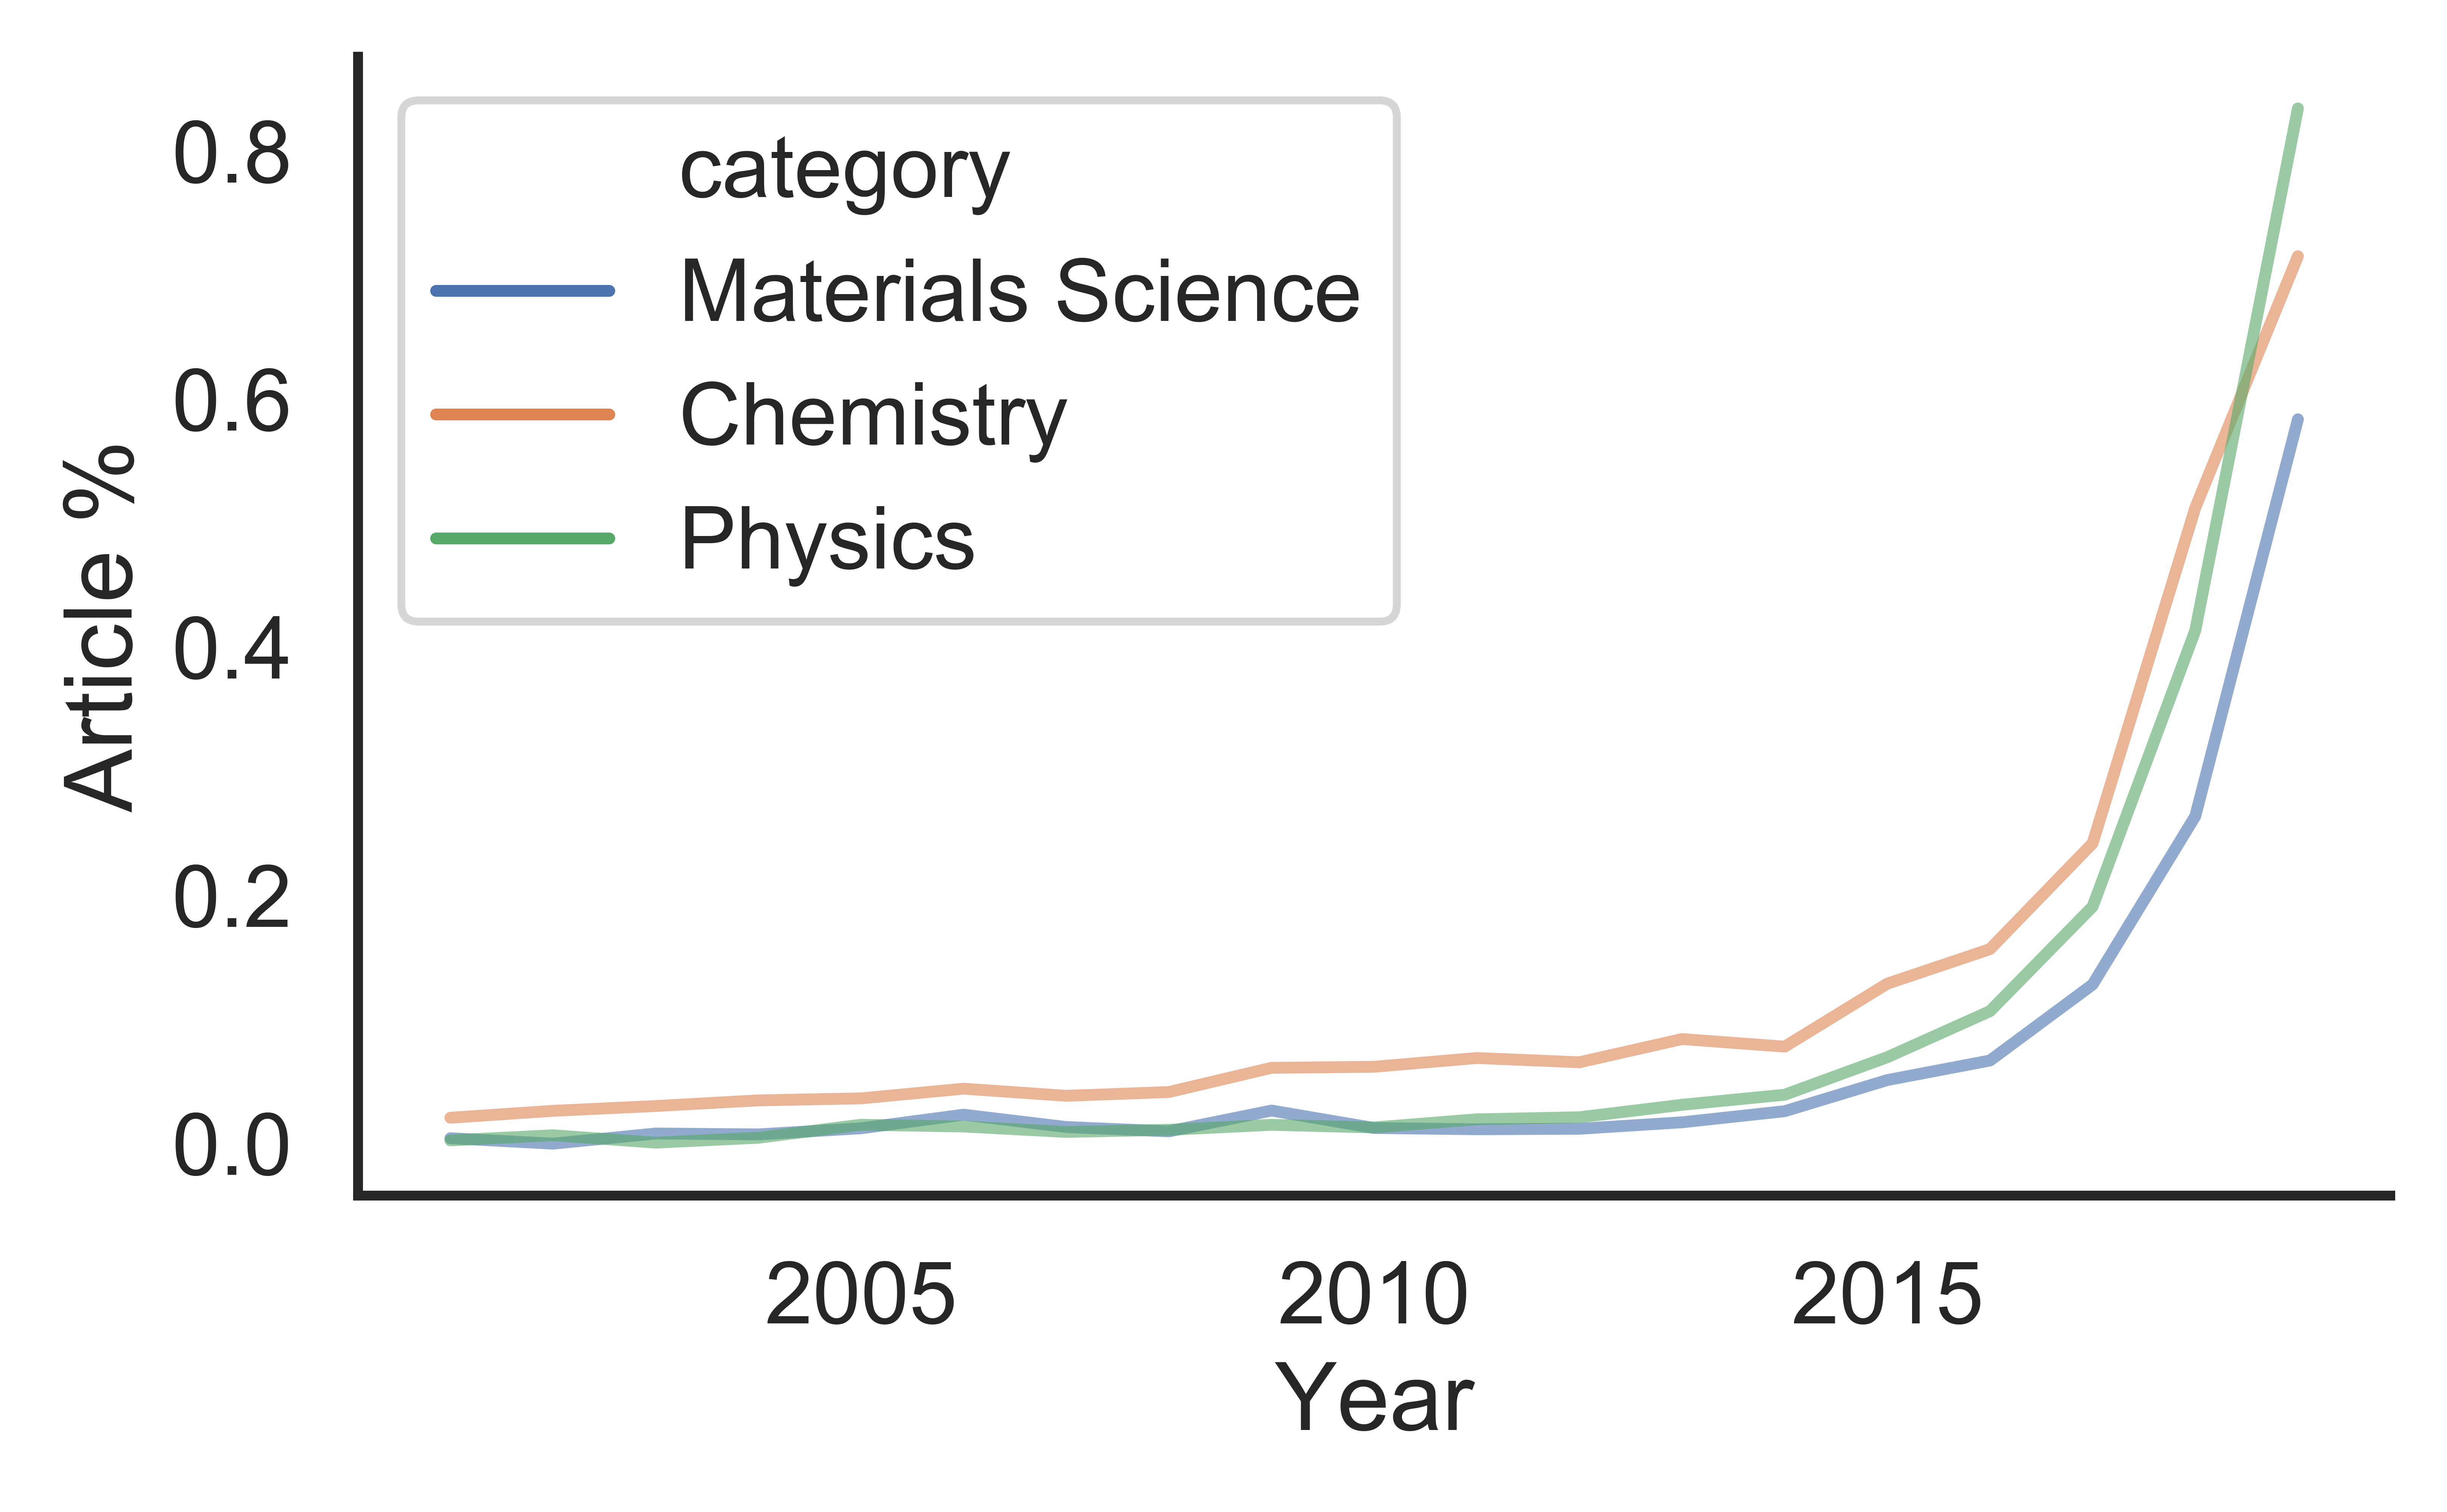 0.8
0.6
0.4
0.2
0.0
Article %
category
Materials Science
Chemistry
Physics
2005 2010 2015
Year